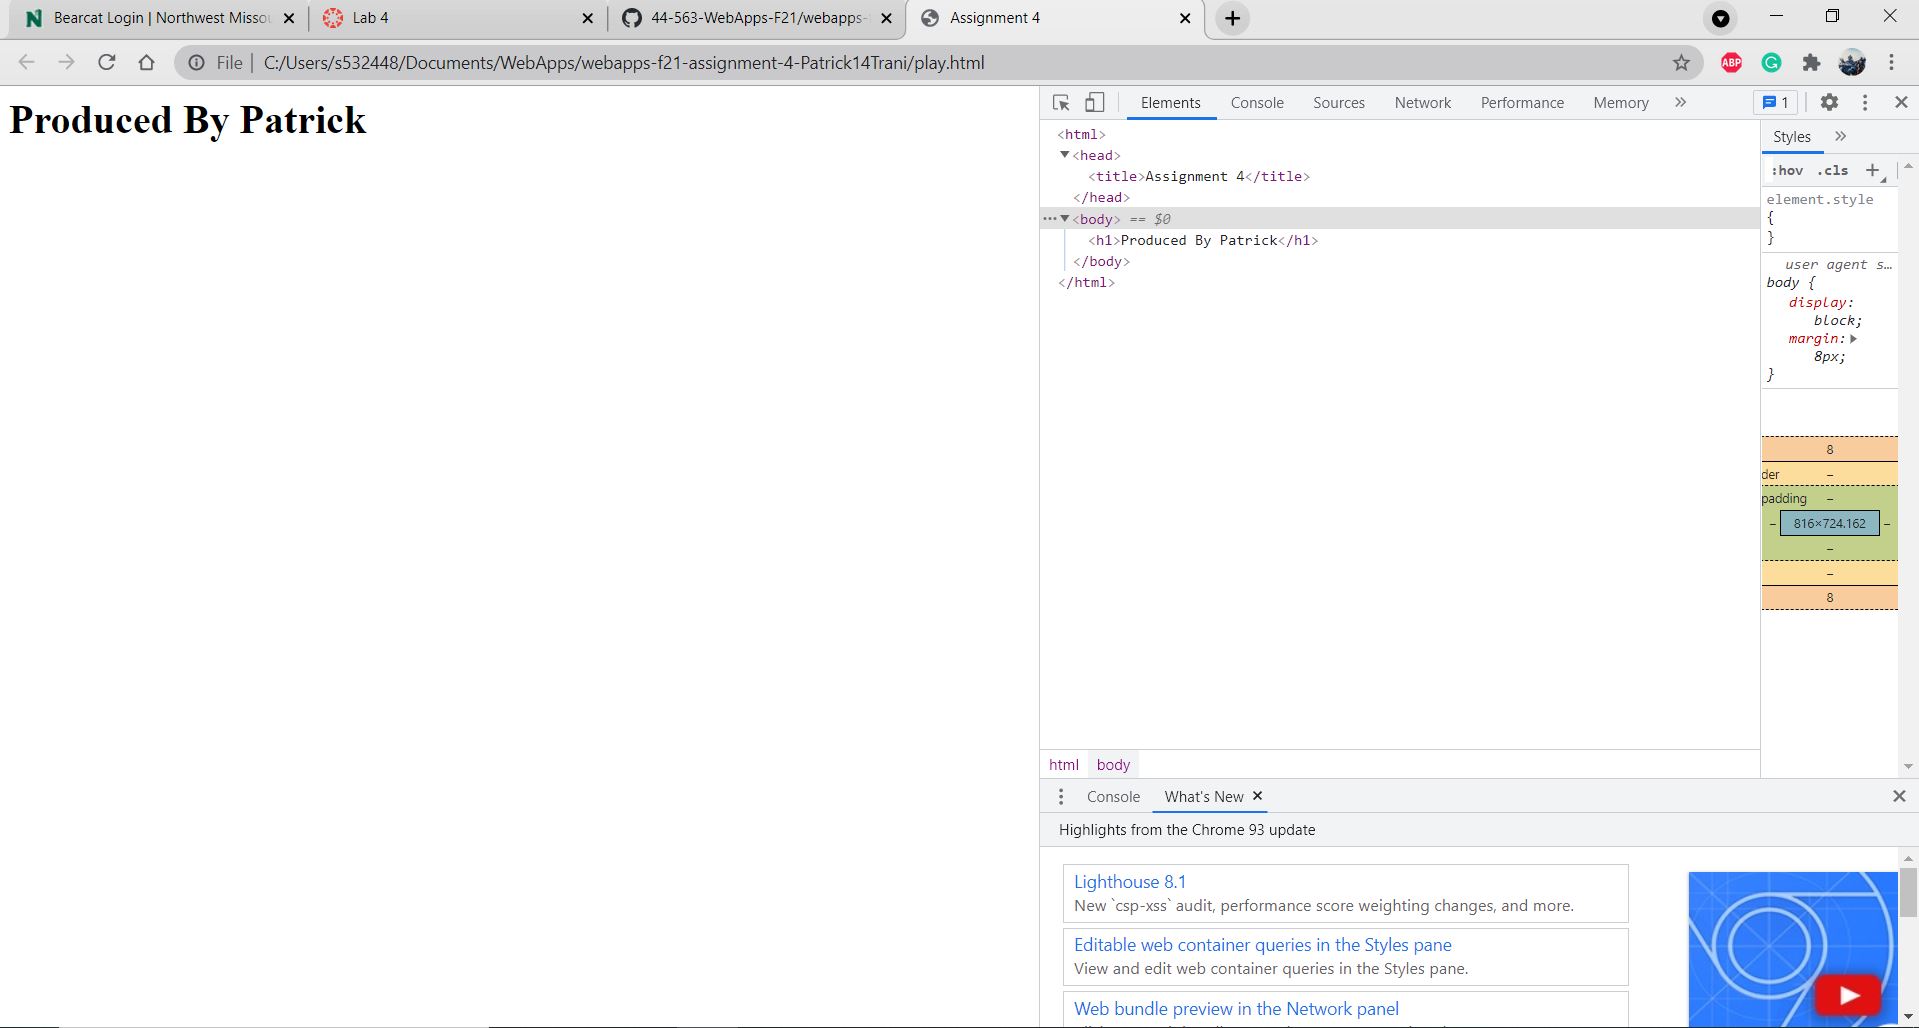 Bearcat Login | Northwest Missou
Lab 4
44-563-WebApps-F21/webapps-
Assignment 4
File | C:/Users/s532448/Documents/WebApps/webapps-f21-assignment-4-Patrick14Trani/play.html
ABP
Produced By Patrick
Elements Console Sources Network Performance Memory » 1
<html>
<head>
<title>Assignment 4</title>
</head>
<body> == $0
<h1>Produced By Patrick</h1>
</body>
</html>
html body
Styles »
:hov .cls +
element.style
{
}
user agent s…
body {
display:
block;
margin:
8px;
}
8
der –
padding –
– 816×724.162 –
–
–
8
Console What's New
Highlights from the Chrome 93 update
Lighthouse 8.1
New `csp-xss` audit, performance score weighting changes, and more.
Editable web container queries in the Styles pane
View and edit web container queries in the Styles pane.
Web bundle preview in the Network panel